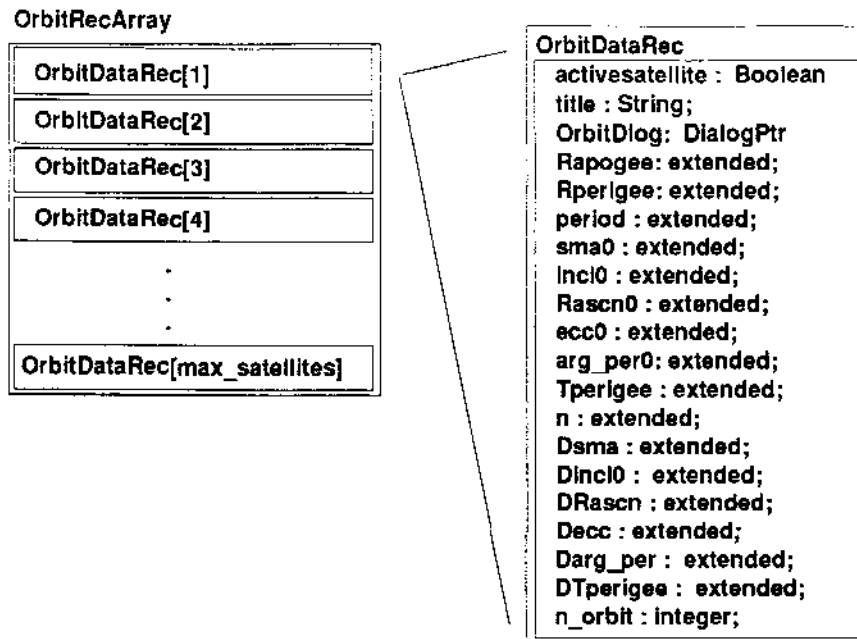 OrbitRecArray
OrbitDataRec[1]
OrbitDataRec[2]
OrbitDataRec[3]
OrbitDataRec[4]
.
.
.
OrbitDataRec[max_satellites]
OrbitDataRec
activesatellite : Boolean
title : String;
OrbitDlog: DialogPtr
Rapogee: extended;
Rperigee: extended;
period : extended;
sma0 : extended;
Incl0 : extended;
Rascn0 : extended;
ecc0 : extended;
arg_per0: extended;
Tperigee : extended;
n : extended;
Dsma : extended;
DIncl0 : extended;
DRascn : extended;
Decc : extended;
Darg_per : extended;
DTperigee : extended;
n_orbit : integer;